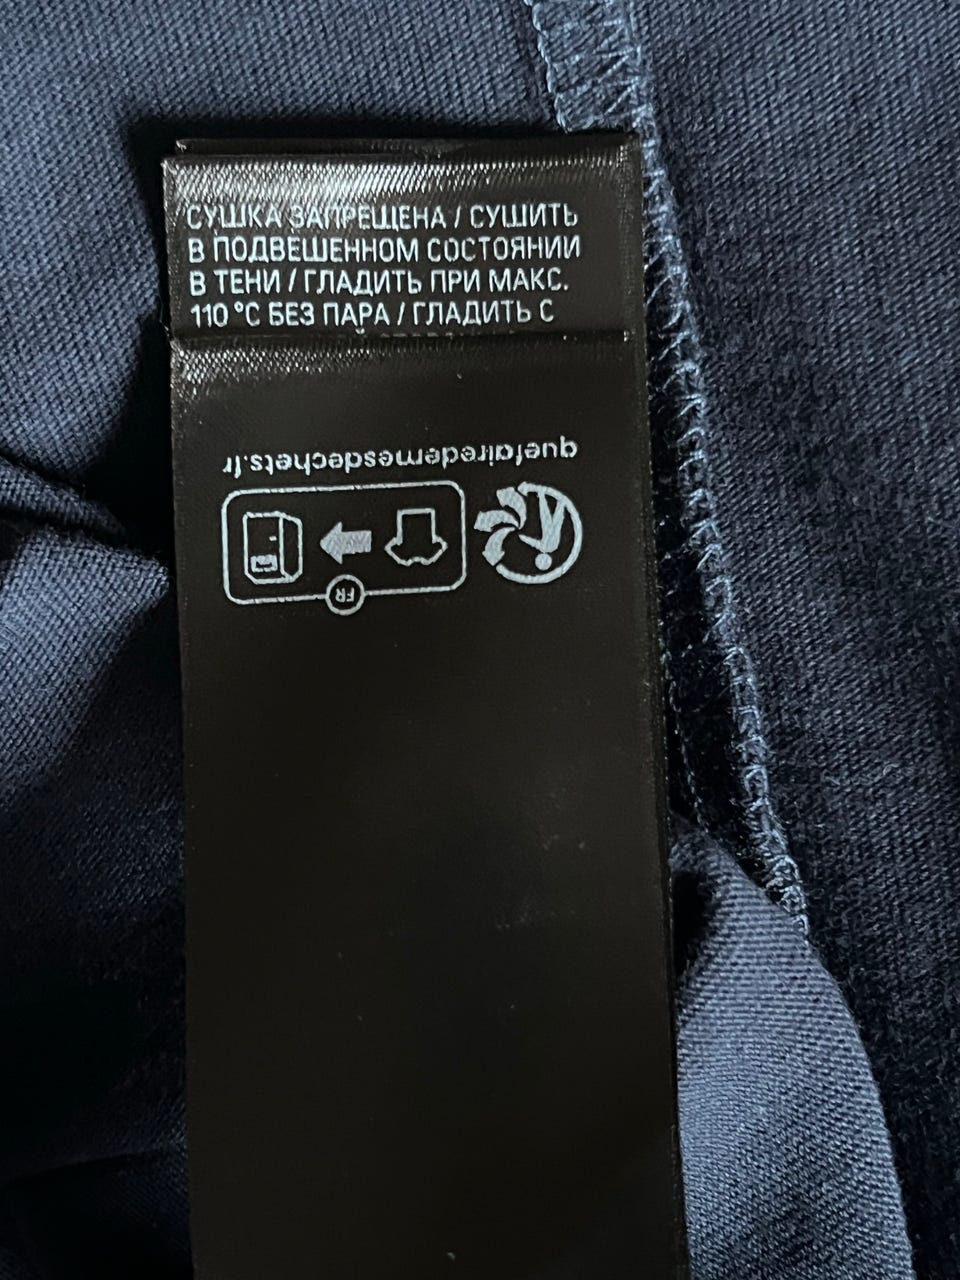 СУШКА ЗАПРЕЩЕНА / СУШИТЬ
В ПОДВЕШЕННОМ СОСТОЯНИИ
В ТЕНИ / ГЛАДИТЬ ПРИ МАКС.
110 °C БЕЗ ПАРА / ГЛАДИТЬ С
quefairedemesdechets.fr
FR